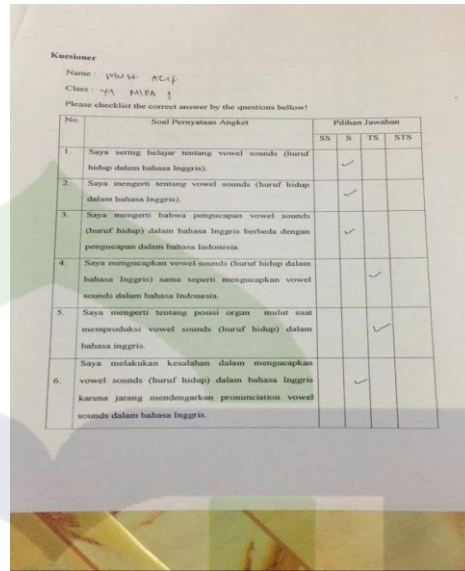 Kuesioner
Name :
Class : XI MIPA 1
Please checklist the correct answer by the questions bellow!
No. Soal Pernyataan Angket Pilihan Jawaban
SS S TS STS
1. Saya sering belajar tentang vowel sounds (huruf
hidup dalam bahasa Inggris).
2. Saya mengerti tentang vowel sounds (huruf hidup
dalam bahasa Inggris).
3. Saya mengerti bahwa pengucapan vowel sounds
(huruf hidup) dalam bahasa Inggris berbeda dengan
pengucapan dalam bahasa Indonesia.
4. Saya mengucapkan vowel sounds (huruf hidup dalam
bahasa Inggris) sama seperti mengucapkan vowel
sounds dalam bahasa Indonesia.
5. Saya mengerti tentang posisi organ mulut saat
memproduksi vowel sounds (huruf hidup) dalam
bahasa inggris.
Saya melakukan kesalahan dalam mengucapkan
6. vowel sounds (huruf hidup) dalam bahasa Inggris
karena jarang mendengarkan pronunciation vowel
sounds dalam bahasa Inggris.